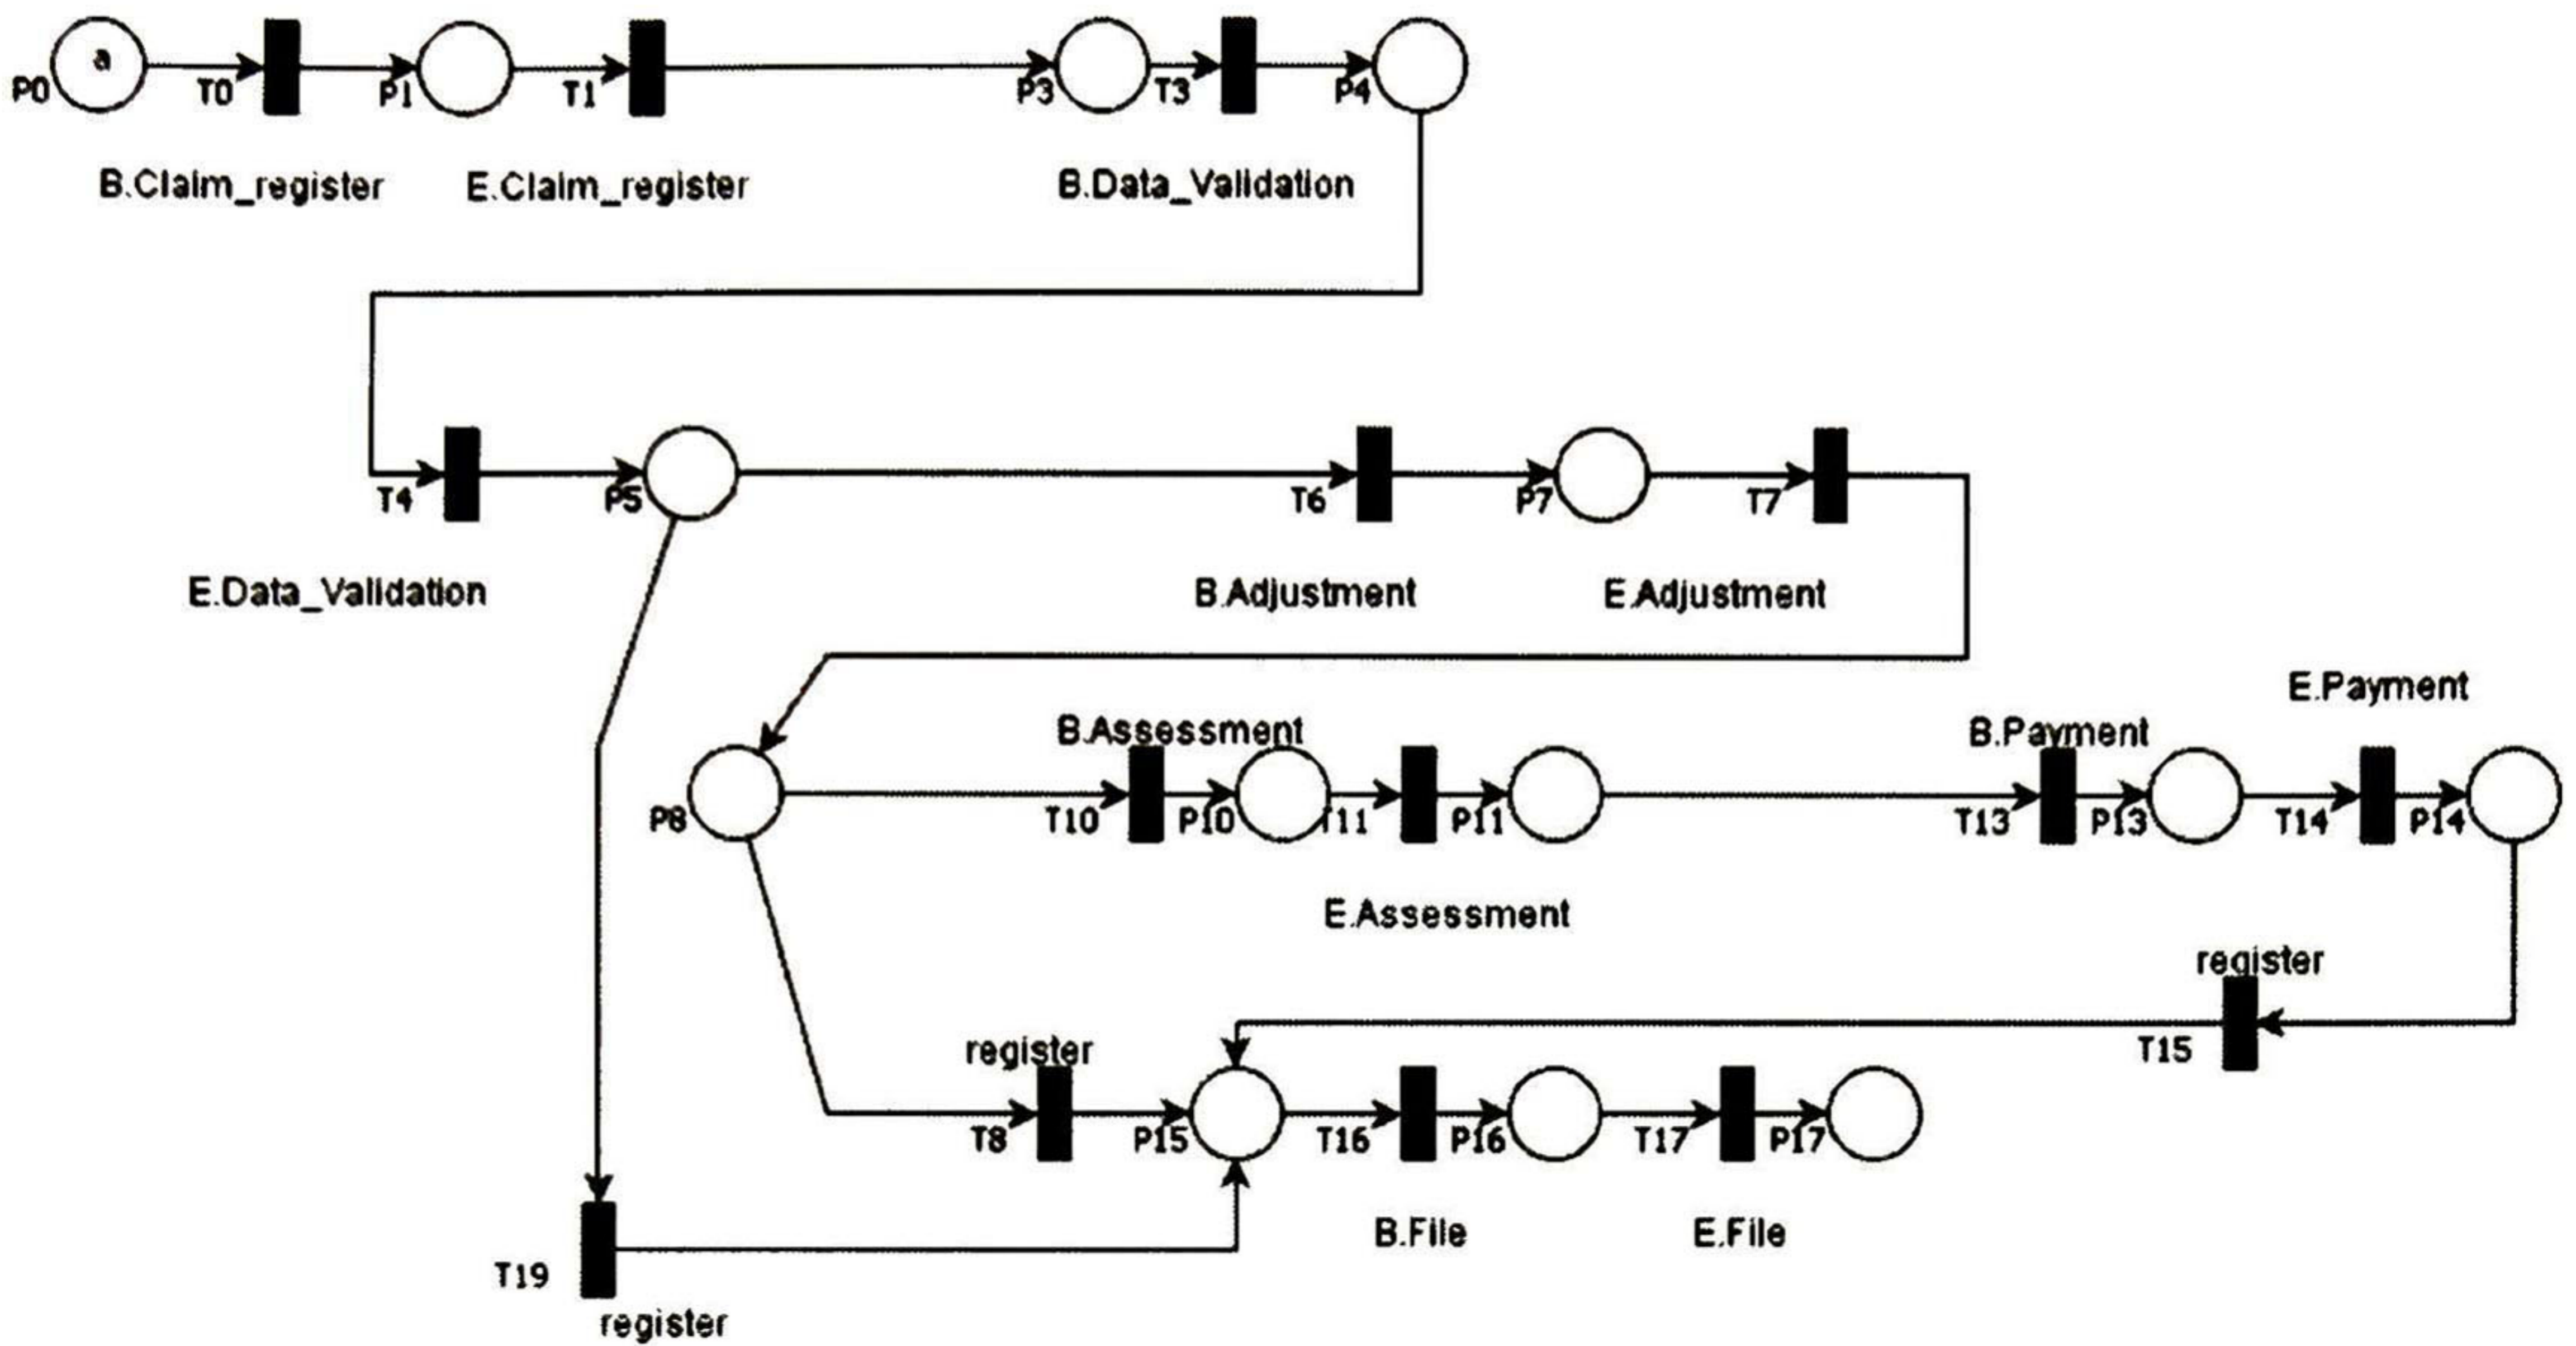 a
P0 T0 P1 T1 P3 T3 P4
B.Claim_register E.Claim_register B.Data_Validation
T4 P5 T6 P7 T7
E.Data_Validation B.Adjustment E.Adjustment
E.Payment
B.Assessment B.Payment
P8 T10 P10 T11 P11 T13 P13 T14 P14
E.Assessment
register
register T15
T8 P15 T16 P16 T17 P17
B.File E.File
T19
register